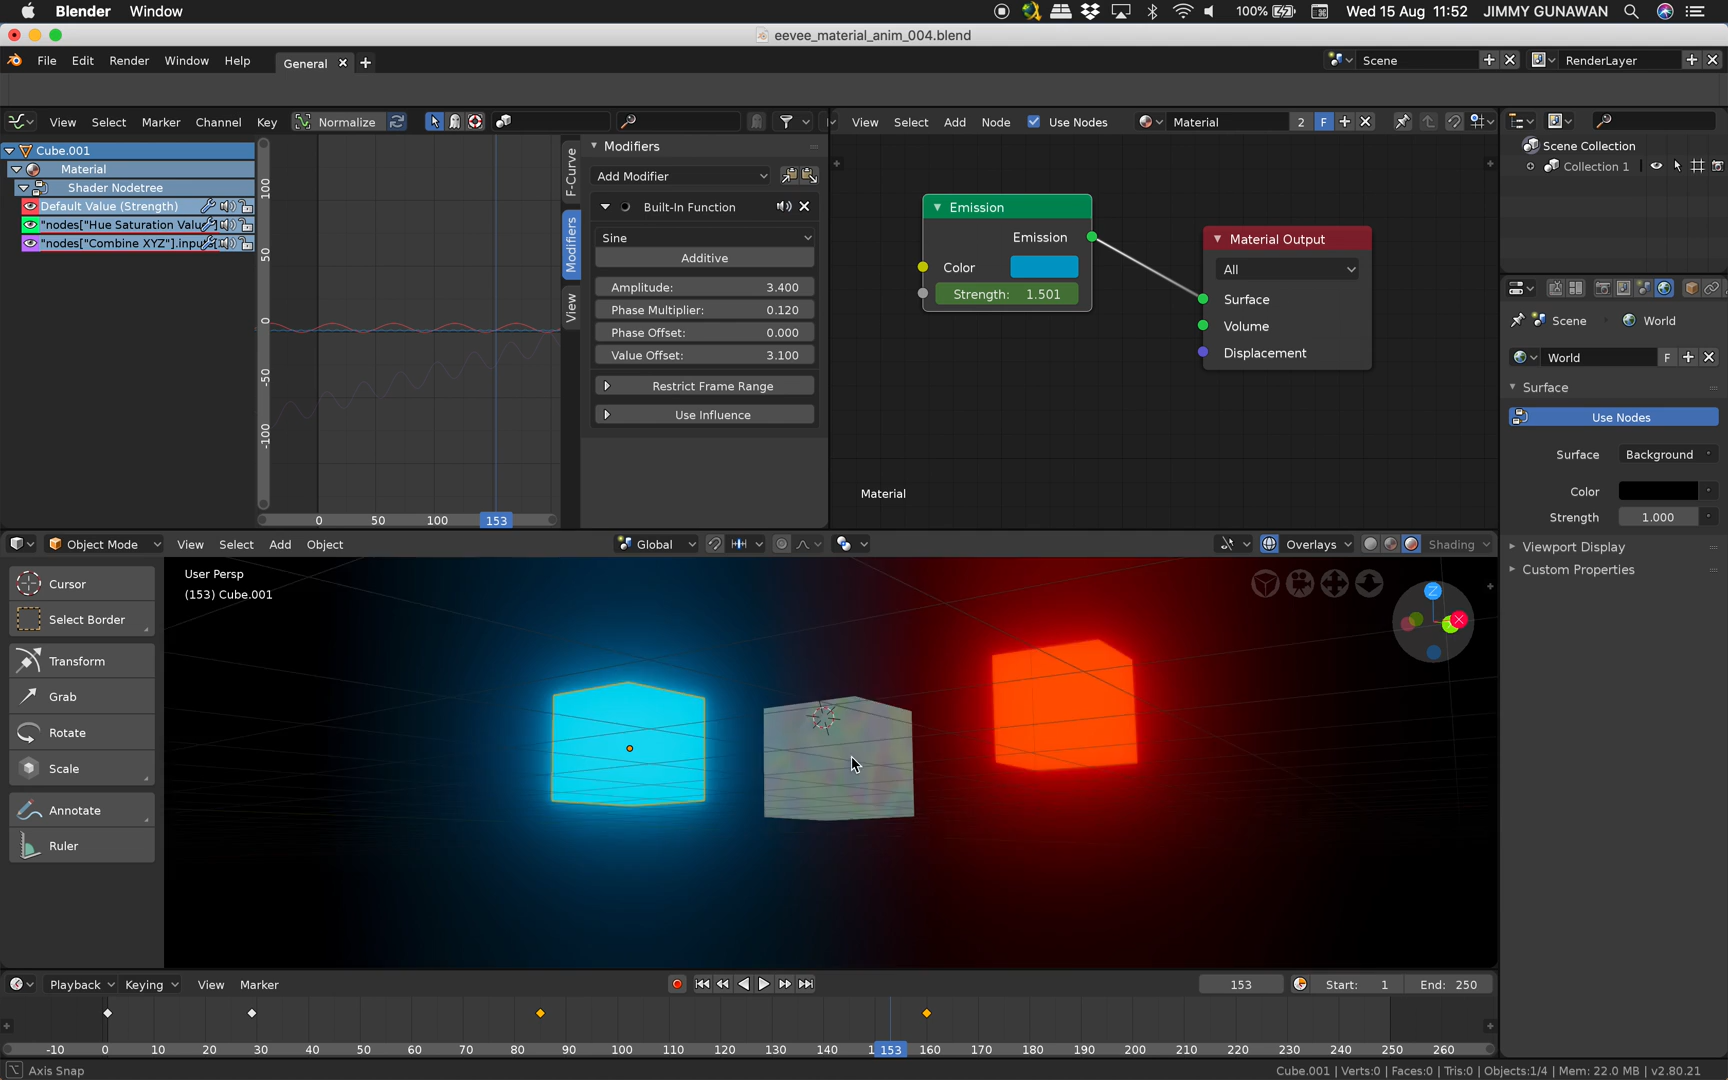 Blender Window
100% Wed 15 Aug 11:52 JIMMY GUNAWAN
eevee_material_anim_004.blend
File Edit Render Window Help General
Scene RenderLayer
View Select Marker Channel Key Normalize
View Select Add Node Use Nodes Material 2 F
Cube.001
Material
Shader Nodetree
Default Value (Strength)
"nodes["Hue Saturation Valu
"nodes["Combine XYZ"].inpu
100
50
0
-50
-100
0 50 100 153
F-Curve
Modifiers
View
Modifiers
Add Modifier
Built-In Function
Sine
Additive
Amplitude: 3.400
Phase Multiplier: 0.120
Phase Offset: 0.000
Value Offset: 3.100
Restrict Frame Range
Use Influence
Emission
Emission
Color
Strength: 1.501
Material Output
All
Surface
Volume
Displacement
Material
Scene Collection
Collection 1
Scene World
World F
Surface
Use Nodes
Surface Background
Color
Strength 1.000
Viewport Display
Custom Properties
Object Mode View Select Add Object Global Overlays Shading
Cursor
Select Border
Transform
Grab
Rotate
Scale
Annotate
Ruler
User Persp
(153) Cube.001
Z
X
Playback Keying View Marker 153 Start: 1 End: 250
-10 0 10 20 30 40 50 60 70 80 90 100 110 120 130 140 153 160 170 180 190 200 210 220 230 240 250 260
Axis Snap
Cube.001 | Verts:0 | Faces:0 | Tris:0 | Objects:1/4 | Mem: 22.0 MB | v2.80.21